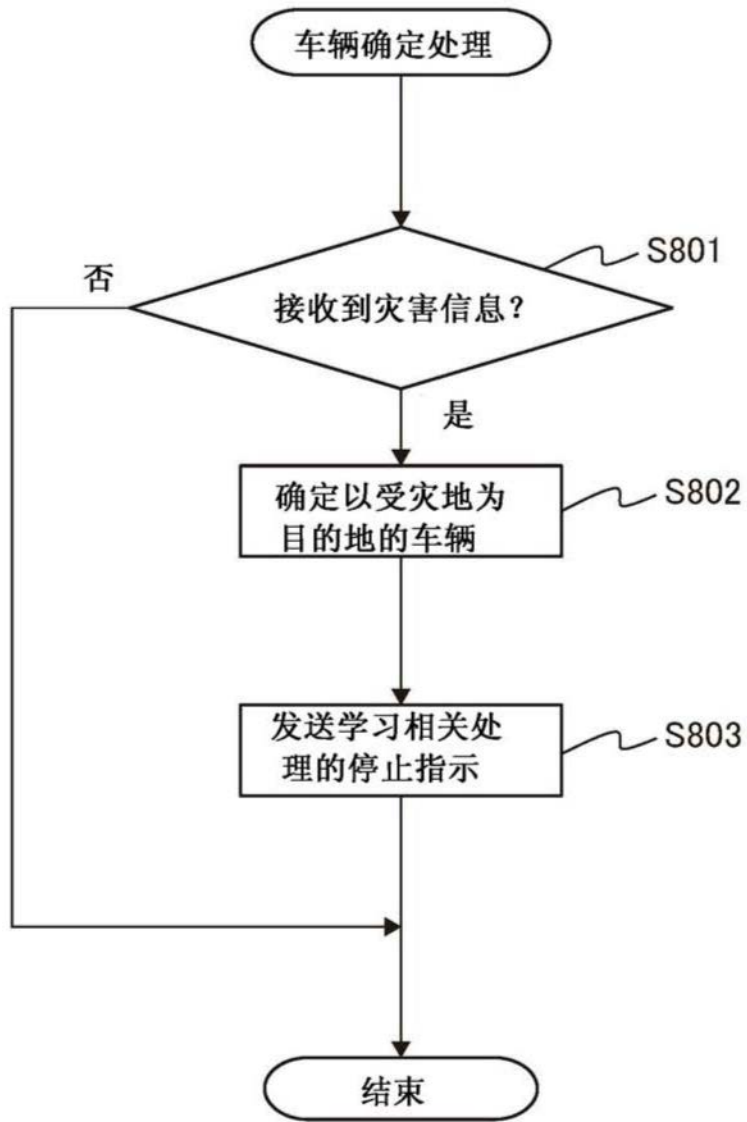 车辆确定处理
S801
否
接收到灾害信息?
是
确定以受灾地为
目的地的车辆
S802
发送学习相关处
理的停止指示
S803
结束